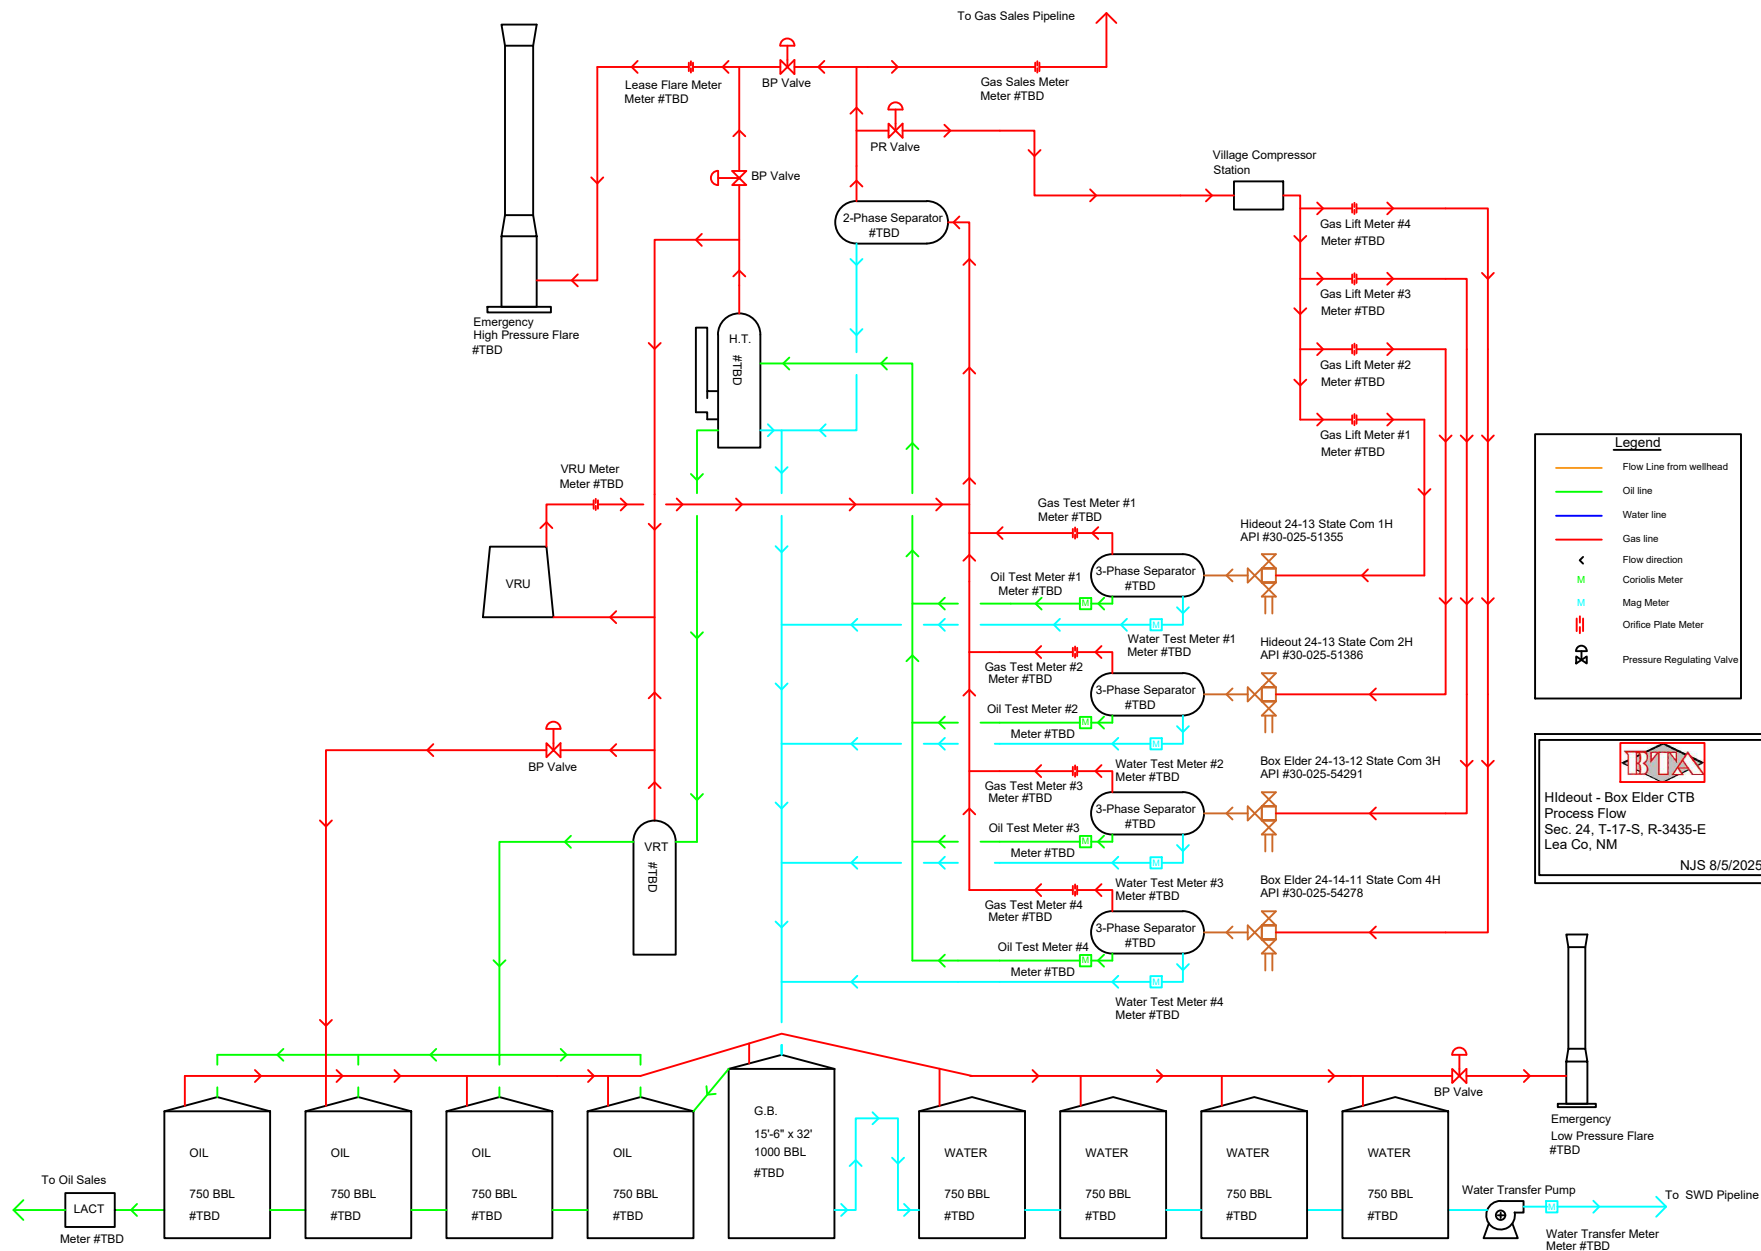 To Gas Sales Pipeline
Lease Flare Meter
Meter #TBD
BP Valve
Gas Sales Meter
Meter #TBD
PR Valve
BP Valve
Village Compressor
Station
2-Phase Separator
#TBD
Gas Lift Meter #4
Meter #TBD
Gas Lift Meter #3
Meter #TBD
Emergency
High Pressure Flare
#TBD
H.T.
#TBD
Gas Lift Meter #2
Meter #TBD
Gas Lift Meter #1
Meter #TBD
Legend
Flow Line from wellhead
Oil line
Water line
Gas line
Flow direction
M Coriolis Meter
M Mag Meter
Orifice Plate Meter
Pressure Regulating Valve
VRU Meter
Meter #TBD
VRU
Gas Test Meter #1
Meter #TBD
Hideout 24-13 State Com 1H
API #30-025-51355
3-Phase Separator
#TBD
Oil Test Meter #1
Meter #TBD
M
M
Water Test Meter #1
Meter #TBD
Hideout 24-13 State Com 2H
API #30-025-51386
Gas Test Meter #2
Meter #TBD
3-Phase Separator
#TBD
Oil Test Meter #2
Meter #TBD
M
M
Water Test Meter #2
Meter #TBD
Box Elder 24-13-12 State Com 3H
API #30-025-54291
Gas Test Meter #3
Meter #TBD
3-Phase Separator
#TBD
Oil Test Meter #3
Meter #TBD
M
M
Water Test Meter #3
Meter #TBD
Box Elder 24-14-11 State Com 4H
API #30-025-54278
Gas Test Meter #4
Meter #TBD
3-Phase Separator
#TBD
Oil Test Meter #4
Meter #TBD
M
M
Water Test Meter #4
Meter #TBD
BTA
HIdeout - Box Elder CTB
Process Flow
Sec. 24, T-17-S, R-3435-E
Lea Co, NM
NJS 8/5/2025
BP Valve
VRT
#TBD
BP Valve
Emergency
Low Pressure Flare
#TBD
OIL
750 BBL
#TBD
OIL
750 BBL
#TBD
OIL
750 BBL
#TBD
OIL
750 BBL
#TBD
G.B.
15'-6" x 32'
1000 BBL
#TBD
WATER
750 BBL
#TBD
WATER
750 BBL
#TBD
WATER
750 BBL
#TBD
WATER
750 BBL
#TBD
To Oil Sales
LACT
Meter #TBD
Water Transfer Pump
M
To SWD Pipeline
Water Transfer Meter
Meter #TBD